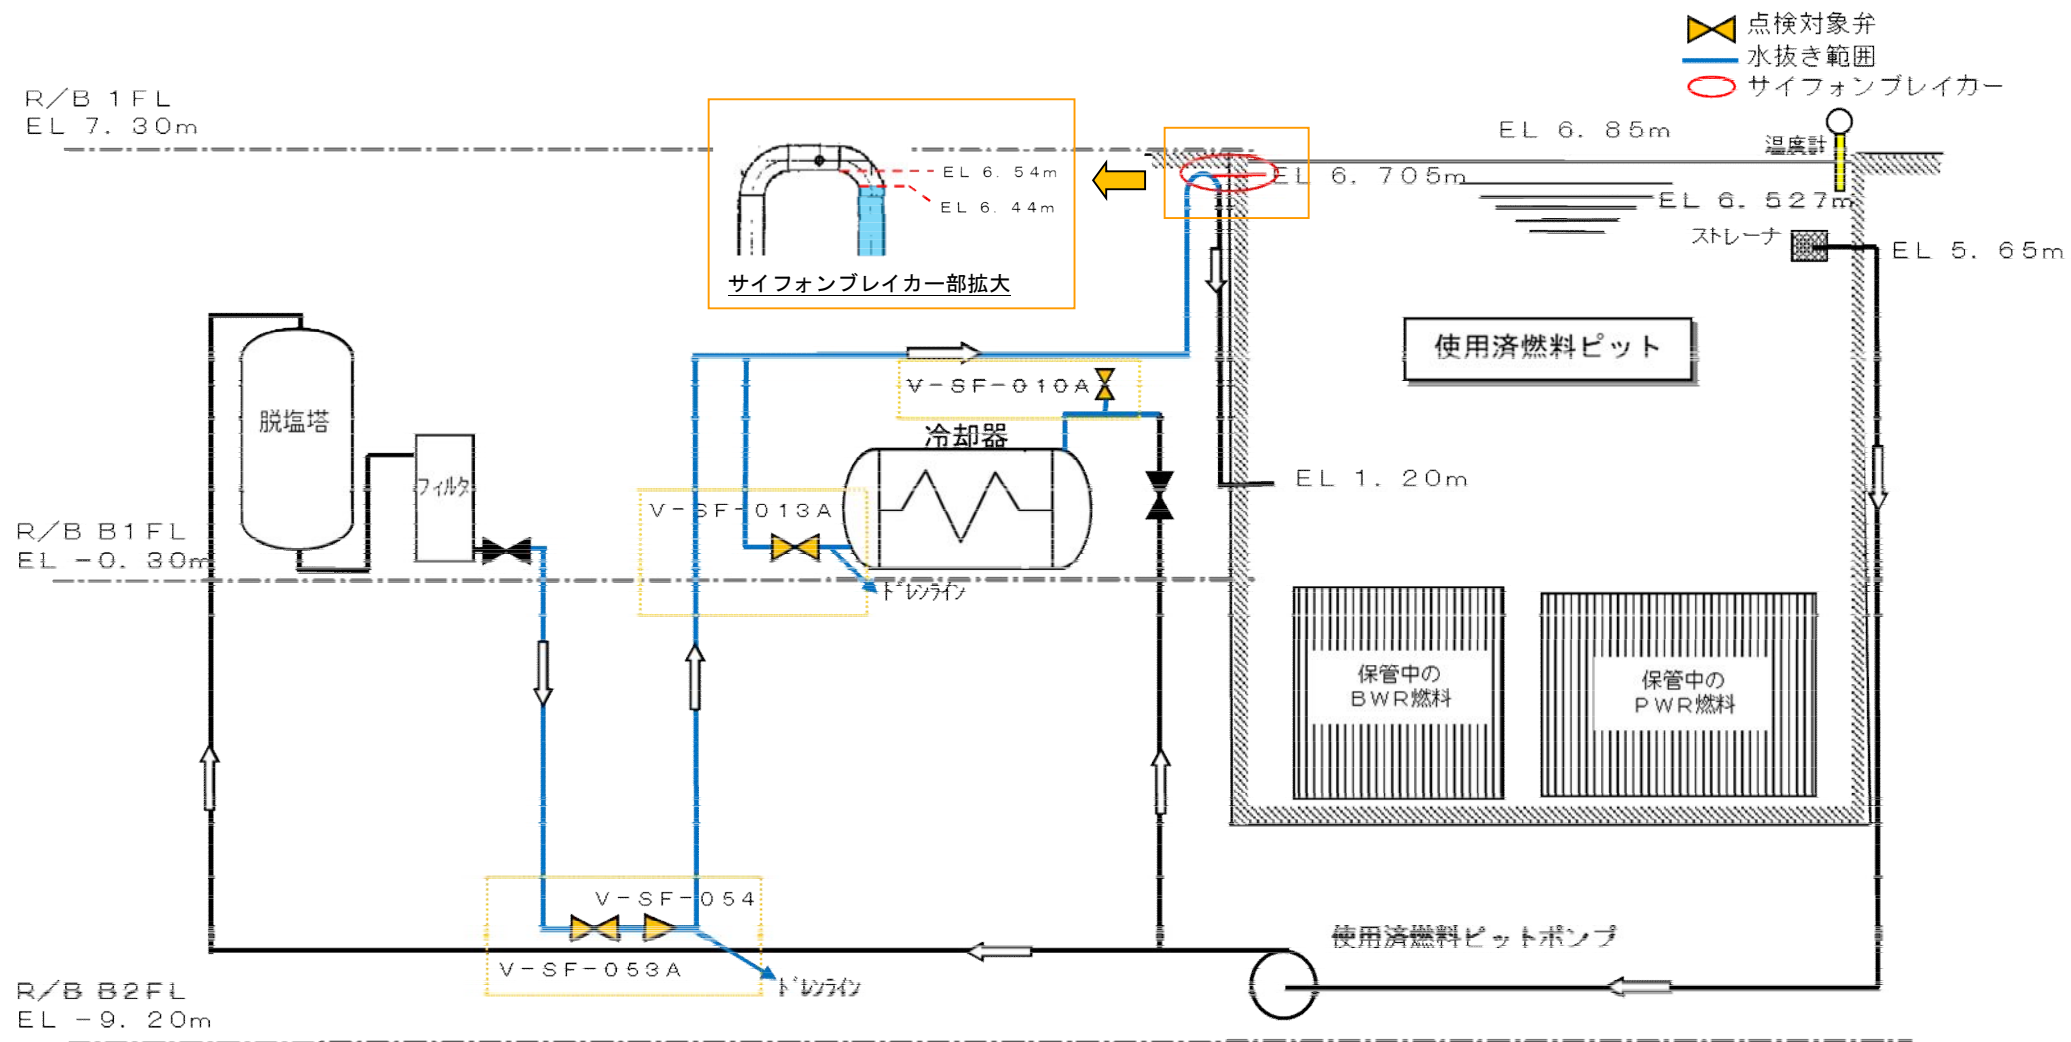 点検対象弁
水抜き範囲
サイフォンブレイカー
R/B 1FL
EL 7.30m
EL 6.85m
温度計
EL 6.54m
EL 6.44m
サイフォンブレイカー部拡大
EL 6.705m
EL 6.527m
ストレーナ
EL 5.65m
使用済燃料ピット
V-SF-010A
脱塩塔
冷却器
フィルタ
EL 1.20m
V-SF-013A
R/B B1FL
EL -0.30m
ドレンライン
保管中の
BWR燃料
保管中の
PWR燃料
V-SF-054
使用済燃料ピットポンプ
V-SF-053A
ドレンライン
R/B B2FL
EL -9.20m